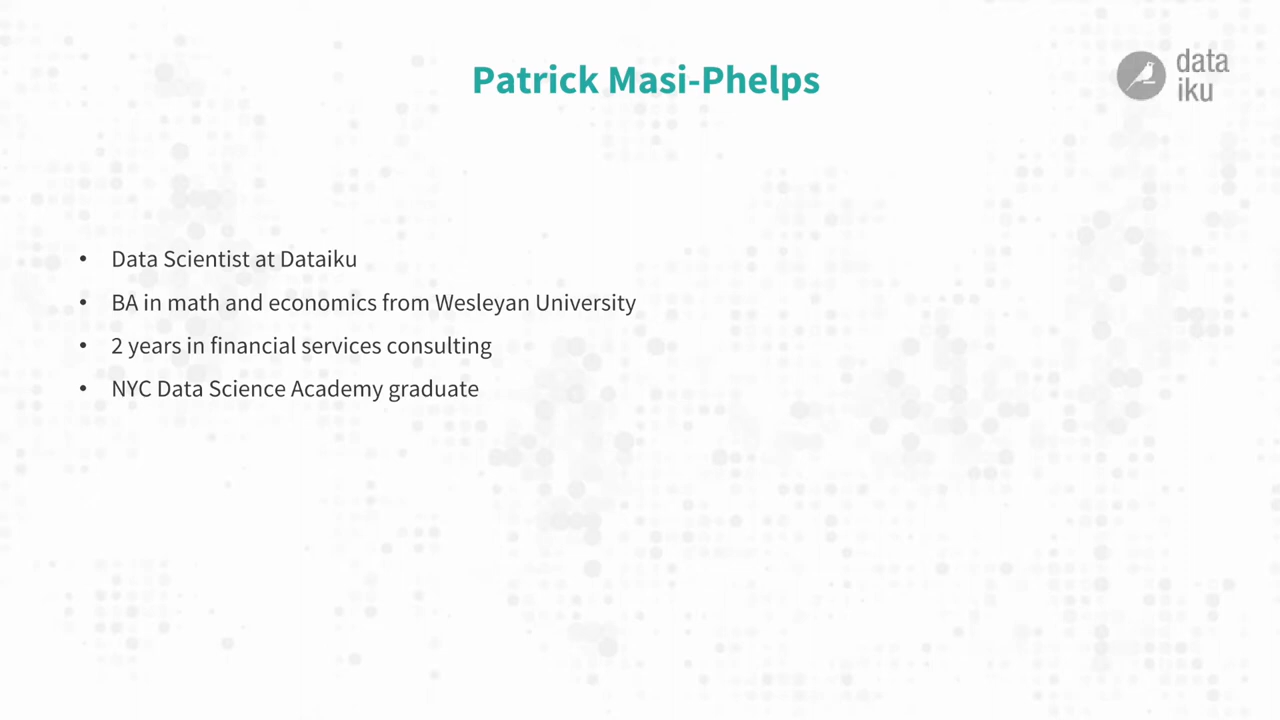 Patrick Masi-Phelps
data
iku
• Data Scientist at Dataiku
• BA in math and economics from Wesleyan University
• 2 years in financial services consulting
• NYC Data Science Academy graduate